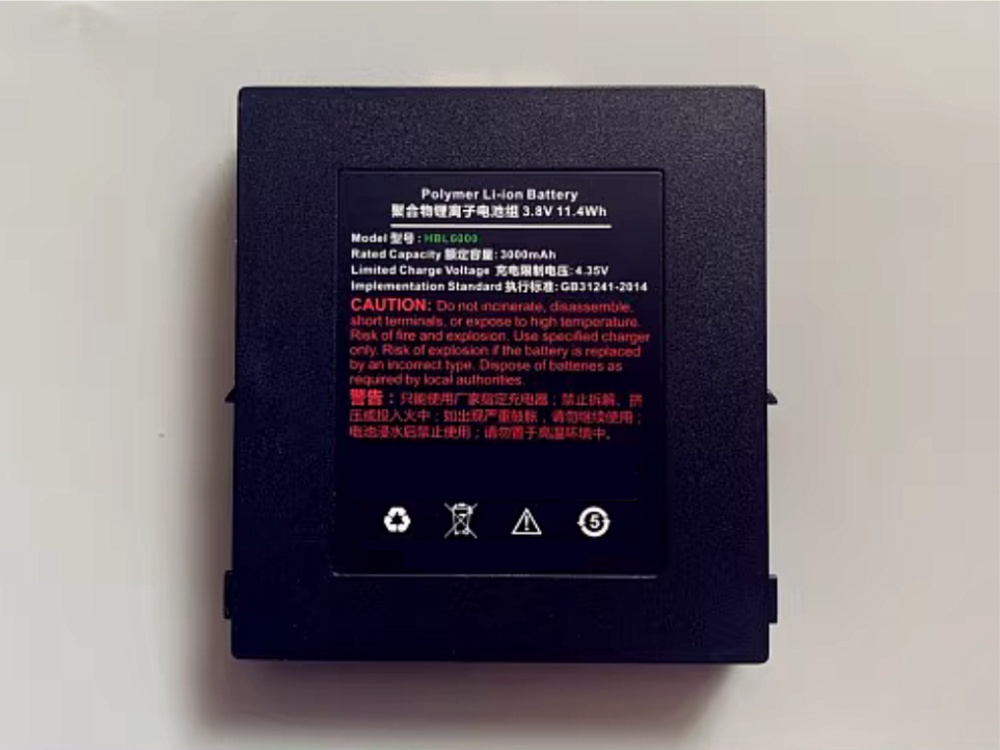 Polymer Li-ion Battery
聚合物锂离子电池组 3.8V 11.4Wh
Model 型号: HBL6000
Rated Capacity 额定容量: 3000mAh
Limited Charge Voltage 充电限制电压: 4.35V
Implementation Standard 执行标准: GB31241-2014
CAUTION: Do not incinerate, disassemble,
short terminals, or expose to high temperature.
Risk of fire and explosion. Use specified charger
only. Risk of explosion if the battery is replaced
by an incorrect type. Dispose of batteries as
required by local authorities.
警告：只能使用厂家指定充电器；禁止拆解、挤
压或投入火中；如出现严重鼓胀，请勿继续使用；
电池浸水后禁止使用；请勿置于高温环境中。
5